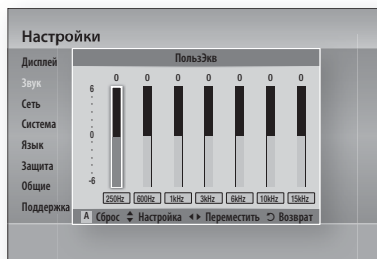 Настройки
ПользЭкв
Дисплей
Звук
Сеть
Система
Язык
Защита
Общие
Поддержка
0 0 0 0 0 0 0
6
0
-6
250Hz 600Hz 1kHz 3kHz 6kHz 10kHz 15kHz
A Сброс Настройка Переместить Возврат